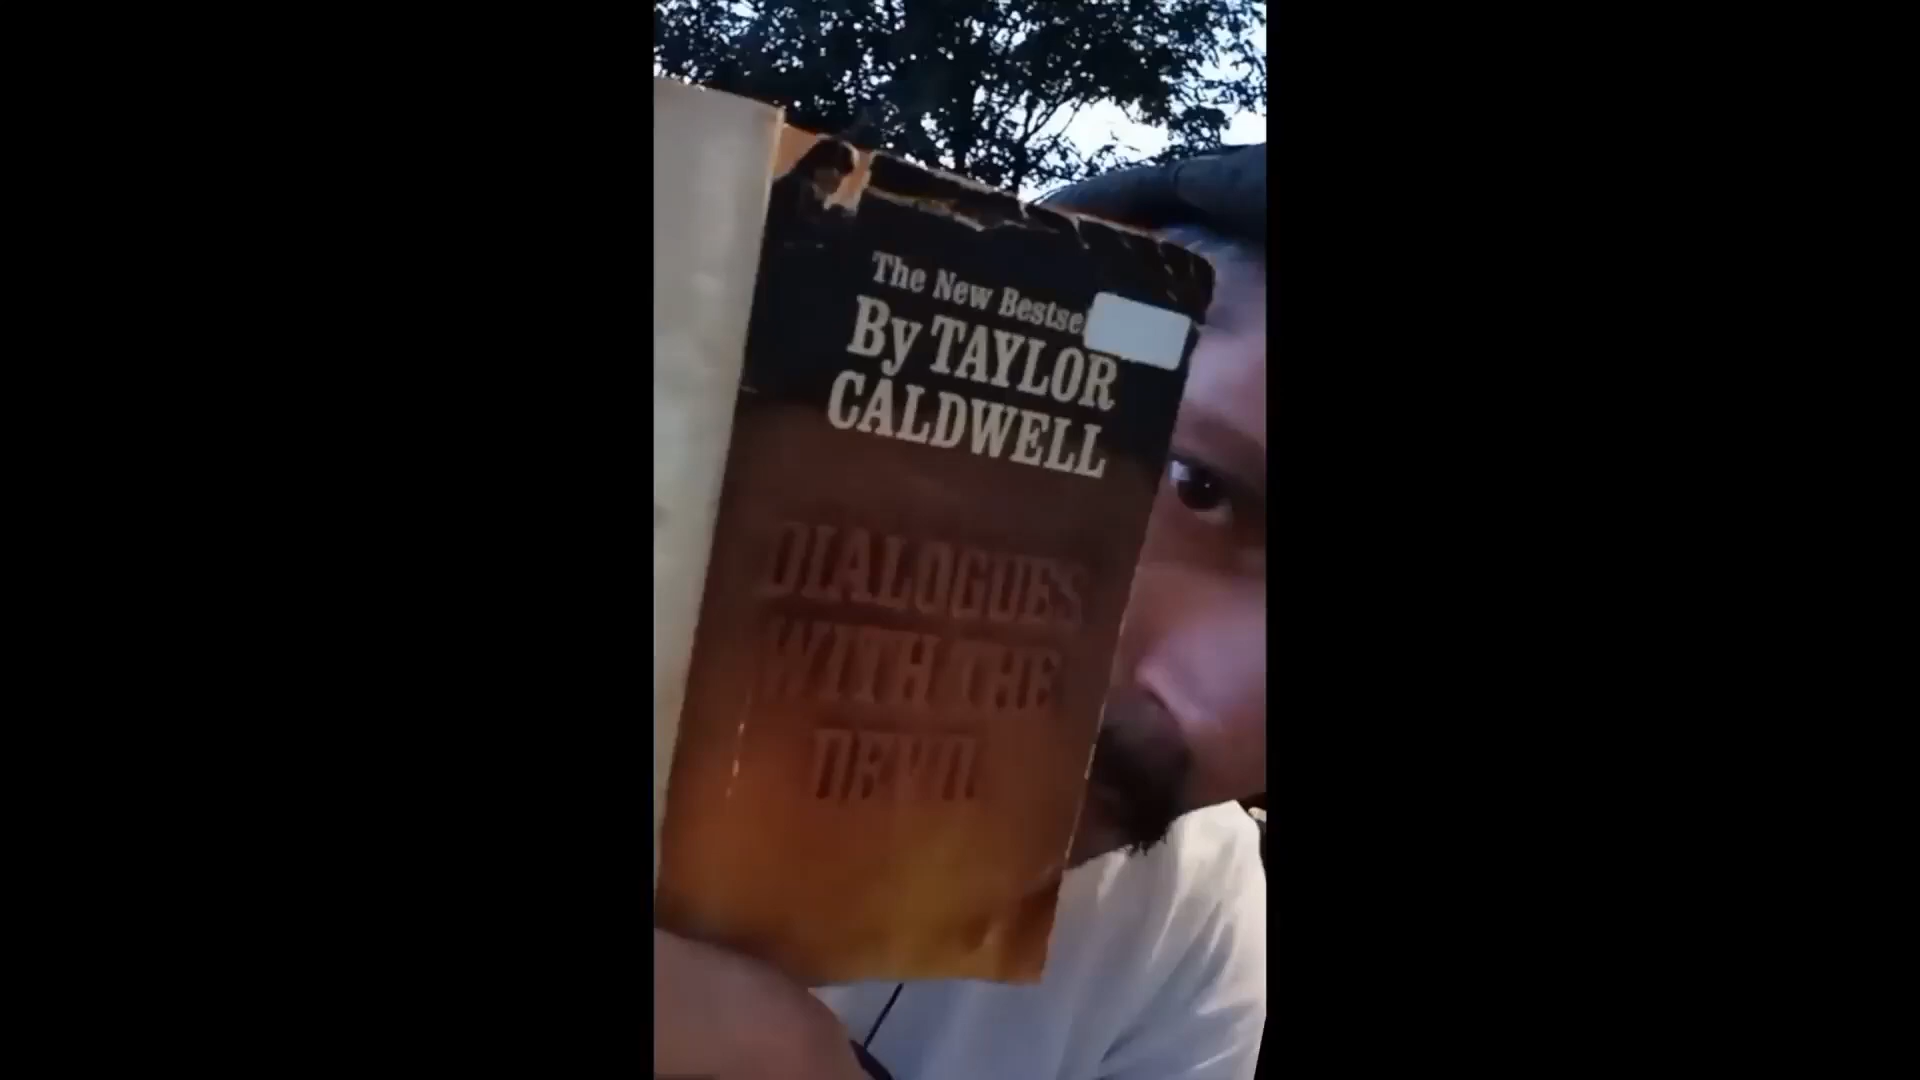 The New Bestse
By TAYLOR
CALDWELL
DIALOGUES
WITH THE
DEVIL